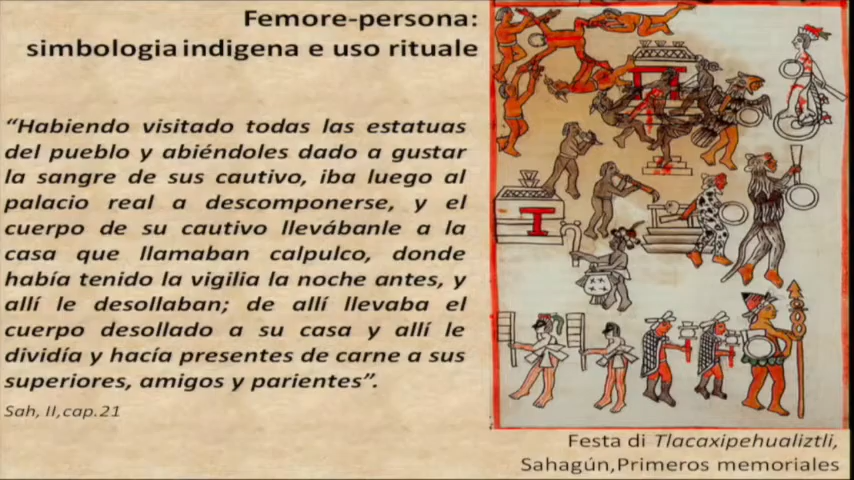 Femore-persona:
simbologia indigena e uso rituale
“Habiendo visitado todas las estatuas
del pueblo y abiéndoles dado a gustar
la sangre de sus cautivo, iba luego al
palacio real a descomponerse, y el
cuerpo de su cautivo llevábanle a la
casa que llamaban calpulco, donde
había tenido la vigilia la noche antes, y
allí le desollaban; de allí llevaba el
cuerpo desollado a su casa y allí le
dividía y hacía presentes de carne a sus
superiores, amigos y parientes”.
Sah, II,cap.21
Festa di Tlacaxipehualiztli,
Sahagún,Primeros memoriales